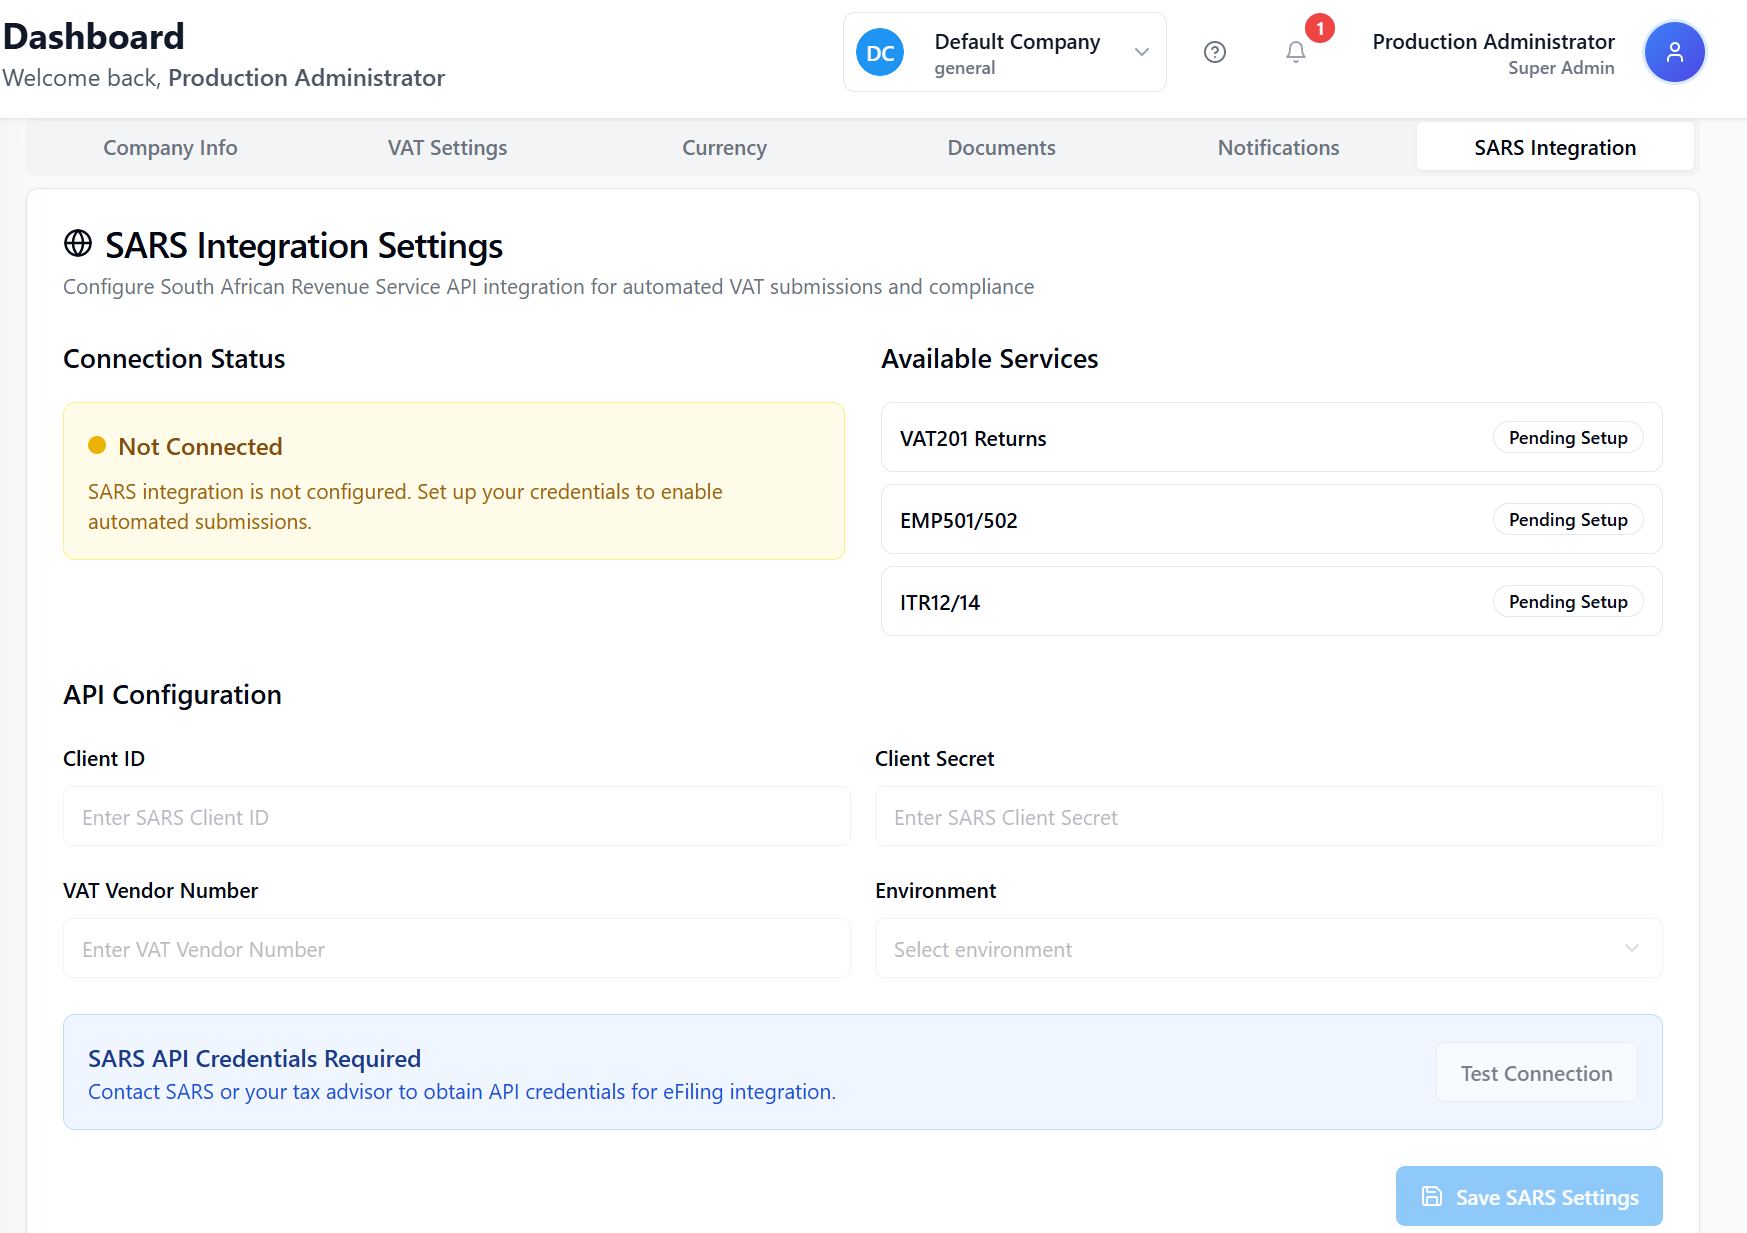 Dashboard
Welcome back, Production Administrator
DC
Default Company
general
1
Production Administrator
Super Admin
Company Info
VAT Settings
Currency
Documents
Notifications
SARS Integration
SARS Integration Settings
Configure South African Revenue Service API integration for automated VAT submissions and compliance
Connection Status
Not Connected
SARS integration is not configured. Set up your credentials to enable
automated submissions.
Available Services
VAT201 Returns
Pending Setup
EMP501/502
Pending Setup
ITR12/14
Pending Setup
API Configuration
Client ID
Enter SARS Client ID
Client Secret
Enter SARS Client Secret
VAT Vendor Number
Enter VAT Vendor Number
Environment
Select environment
SARS API Credentials Required
Contact SARS or your tax advisor to obtain API credentials for eFiling integration.
Test Connection
Save SARS Settings